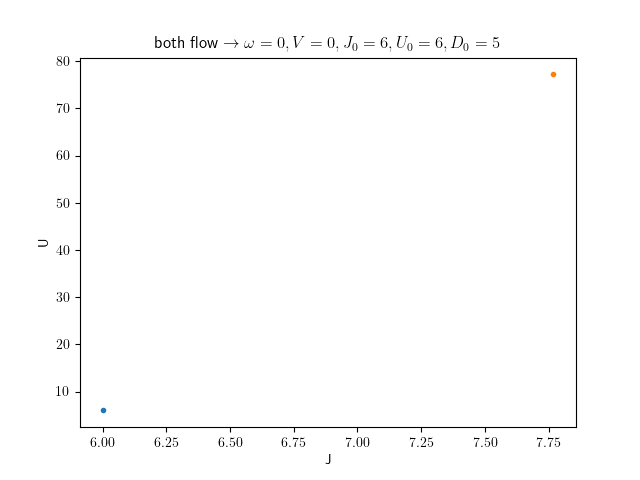 both flow → ω = 0, V = 0, J₀ = 6, U₀ = 6, D₀ = 5
80
70
60
50
40
30
20
10
U
6.00 6.25 6.50 6.75 7.00 7.25 7.50 7.75
J